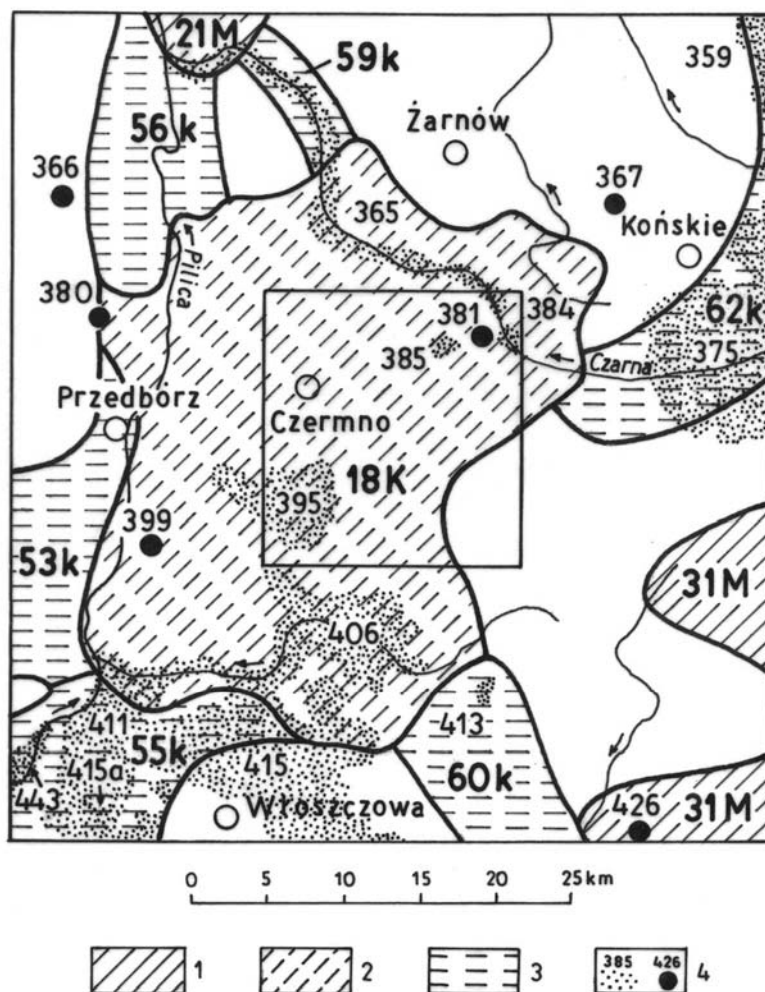 21M
59k
359
Żarnów
56k
366
367
365
Końskie
Pilica
380
62k
381
384
375
385
Czarna
Przedbórz
Czermno
18K
395
399
53k
31M
406
411
413
55k
415a
415
60k
443
Włoszczowa
426
31M
0 5 10 15 20 25 km
1
2
3
385 426 4